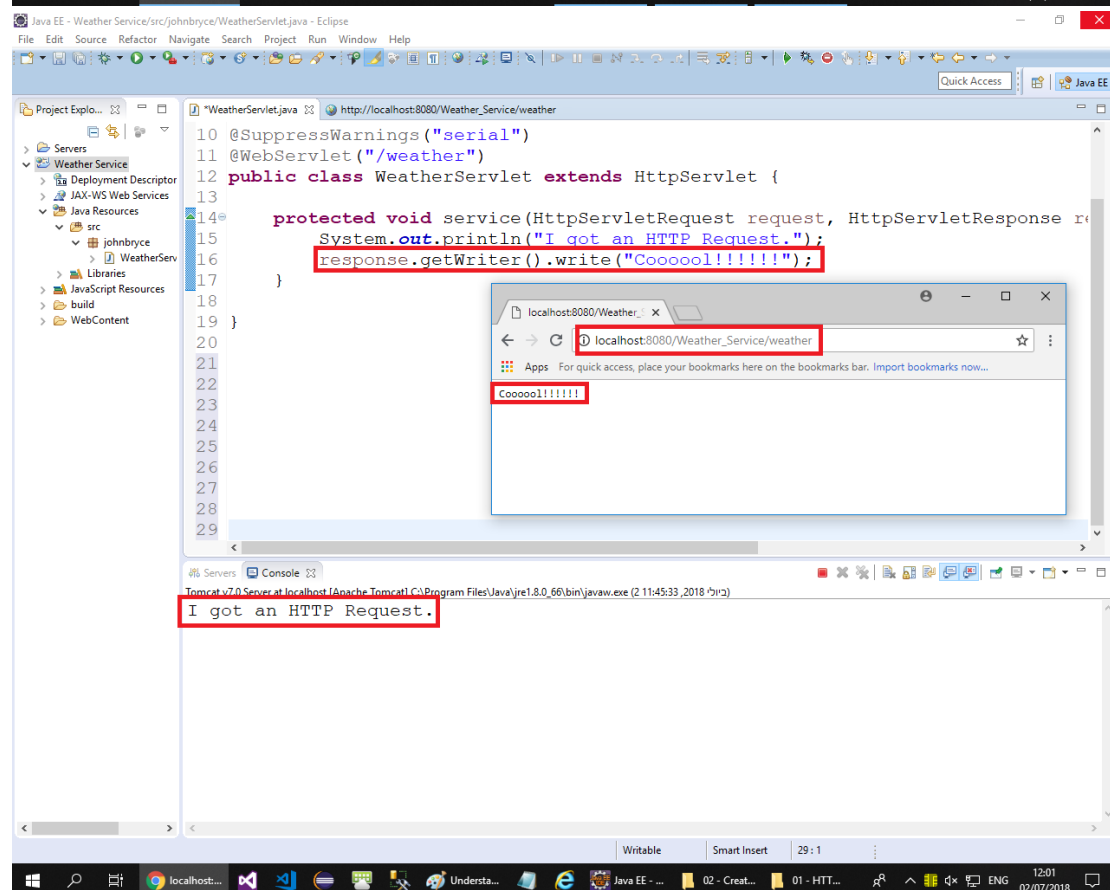 Java EE - Weather Service/src/johnbryce/WeatherServlet.java - Eclipse
File Edit Source Refactor Navigate Search Project Run Window Help
Quick Access
Java EE
Project Explo...
*WeatherServlet.java
http://localhost:8080/Weather_Service/weather
Servers
Weather Service
Deployment Descriptor
JAX-WS Web Services
Java Resources
src
johnbryce
WeatherServ
Libraries
JavaScript Resources
build
WebContent
10 @SuppressWarnings("serial")
11 @WebServlet("/weather")
12 public class WeatherServlet extends HttpServlet {
13
14 protected void service(HttpServletRequest request, HttpServletResponse re
15 System.out.println("I got an HTTP Request.");
16 response.getWriter().write("Coooool!!!!!!");
17 }
18
19 }
20
21
22
23
24
25
26
27
28
29
localhost:8080/Weather_S
localhost:8080/Weather_Service/weather
Apps For quick access, place your bookmarks here on the bookmarks bar. Import bookmarks now...
Coooool!!!!!!
Servers Console
Tomcat v7.0 Server at localhost [Apache Tomcat] C:\Program Files\Java\jre1.8.0_66\bin\javaw.exe (2 11:45:33 ,2018 ביולי)
I got an HTTP Request.
Writable Smart Insert 29 : 1
localhost:... Understa... Java EE - ... 02 - Creat... 01 - HTT... ENG 12:01
02/07/2018